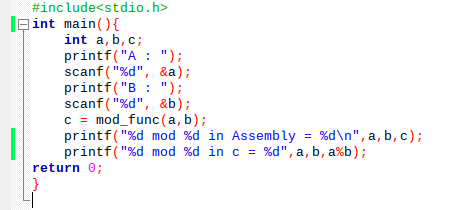 #include<stdio.h>
int main(){
int a,b,c;
printf("A : ");
scanf("%d", &a);
printf("B : ");
scanf("%d", &b);
c = mod_func(a,b);
printf("%d mod %d in Assembly = %d\n",a,b,c);
printf("%d mod %d in c = %d",a,b,a%b);
return 0;
}